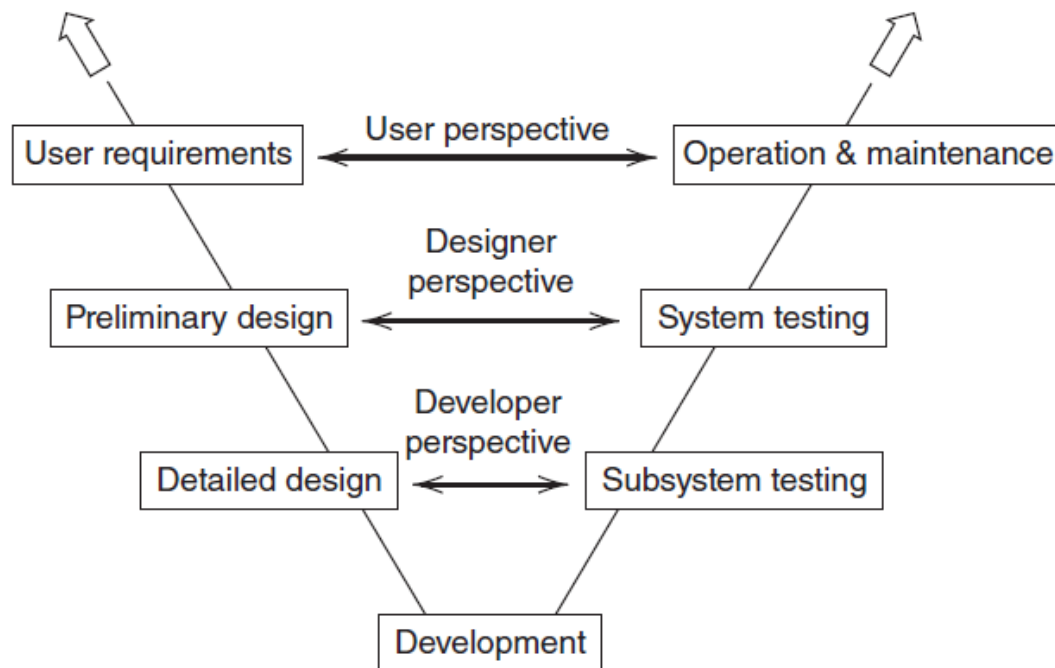 User perspective
User requirements
Operation & maintenance
Designer
perspective
Preliminary design
System testing
Developer
perspective
Detailed design
Subsystem testing
Development